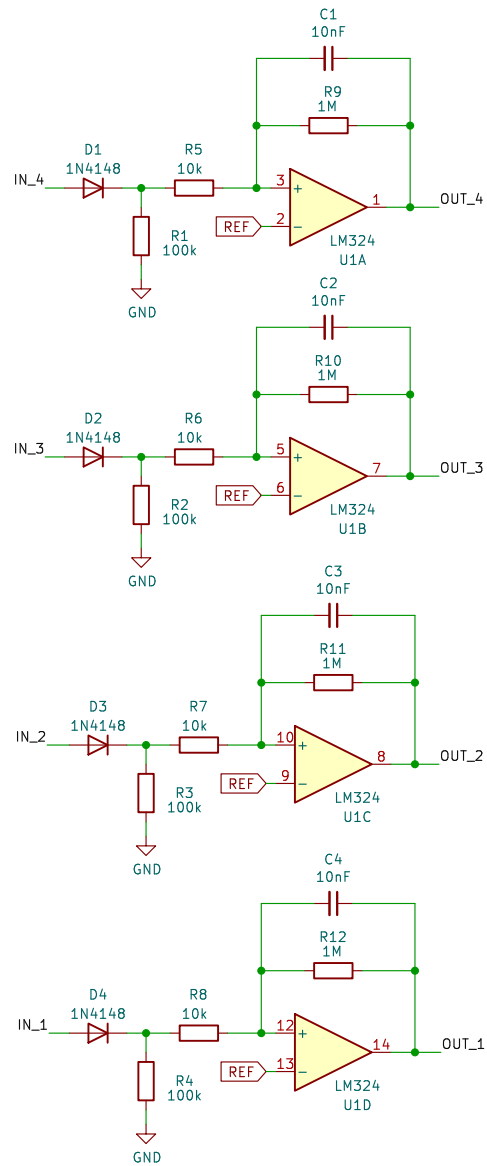 C1
10nF
R9
1M
D1
1N4148
R5
10k
IN_4
3
+
1
OUT_4
REF
2
−
R1
100k
LM324
U1A
GND
C2
10nF
R10
1M
D2
1N4148
R6
10k
IN_3
5
+
7
OUT_3
REF
6
−
R2
100k
LM324
U1B
GND
C3
10nF
R11
1M
D3
1N4148
R7
10k
IN_2
10
+
8
OUT_2
REF
9
−
R3
100k
LM324
U1C
GND
C4
10nF
R12
1M
D4
1N4148
R8
10k
IN_1
12
+
14
OUT_1
REF
13
−
R4
100k
LM324
U1D
GND